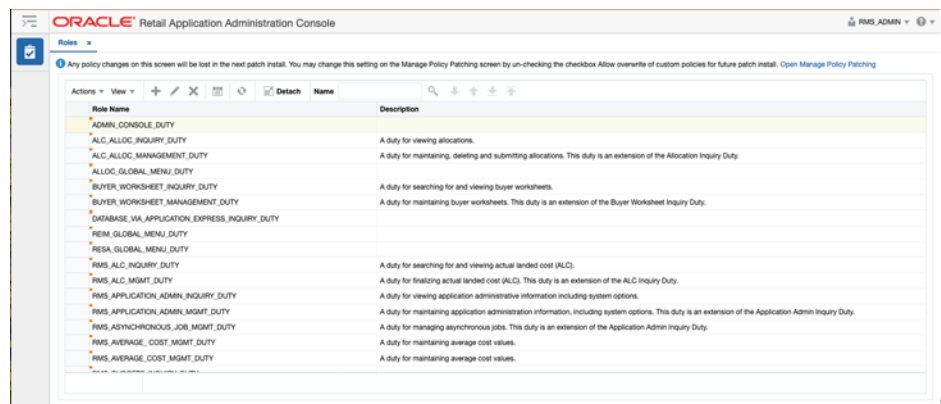 ORACLE® Retail Application Administration Console
RMS_ADMIN
Roles ×
Any policy changes on this screen will be lost in the next patch install. You may change this setting on the Manage Policy Patching screen by un-checking the checkbox Allow overwrite of custom policies for future patch install. Open Manage Policy Patching
Actions View Detach Name
Role Name Description
ADMIN_CONSOLE_DUTY
ALC_ALLOC_INQUIRY_DUTY A duty for viewing allocations.
ALC_ALLOC_MANAGEMENT_DUTY A duty for maintaining, deleting and submitting allocations. This duty is an extension of the Allocation Inquiry Duty.
ALLOC_GLOBAL_MENU_DUTY
BUYER_WORKSHEET_INQUIRY_DUTY A duty for searching for and viewing buyer worksheets.
BUYER_WORKSHEET_MANAGEMENT_DUTY A duty for maintaining buyer worksheets. This duty is an extension of the Buyer Worksheet Inquiry Duty.
DATABASE_VIA_APPLICATION_EXPRESS_INQUIRY_DUTY
REIM_GLOBAL_MENU_DUTY
RESA_GLOBAL_MENU_DUTY
RMS_ALC_INQUIRY_DUTY A duty for searching for and viewing actual landed cost (ALC).
RMS_ALC_MGMT_DUTY A duty for finalizing actual landed cost (ALC). This duty is an extension of the ALC Inquiry Duty.
RMS_APPLICATION_ADMIN_INQUIRY_DUTY A duty for viewing application administrative information including system options.
RMS_APPLICATION_ADMIN_MGMT_DUTY A duty for maintaining application administration information, including system options. This duty is an extension of the Application Admin Inquiry Duty.
RMS_ASYNCHRONOUS_JOB_MGMT_DUTY A duty for managing asynchronous jobs. This duty is an extension of the Application Admin Inquiry Duty.
RMS_AVERAGE_ COST_MGMT_DUTY A duty for maintaining average cost values.
RMS_AVERAGE_COST_MGMT_DUTY A duty for maintaining average cost values.